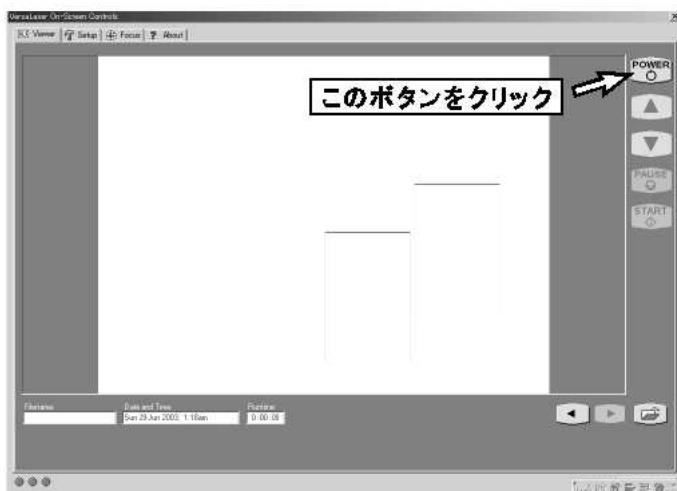 VersaLaser On-Screen Controls
Viewer Setup Focus ? About
POWER
このボタンをクリック
PAUSE
START
Filename Date and Time Runtime
Sun 29 Jun 2003, 1:18am 0:00:09